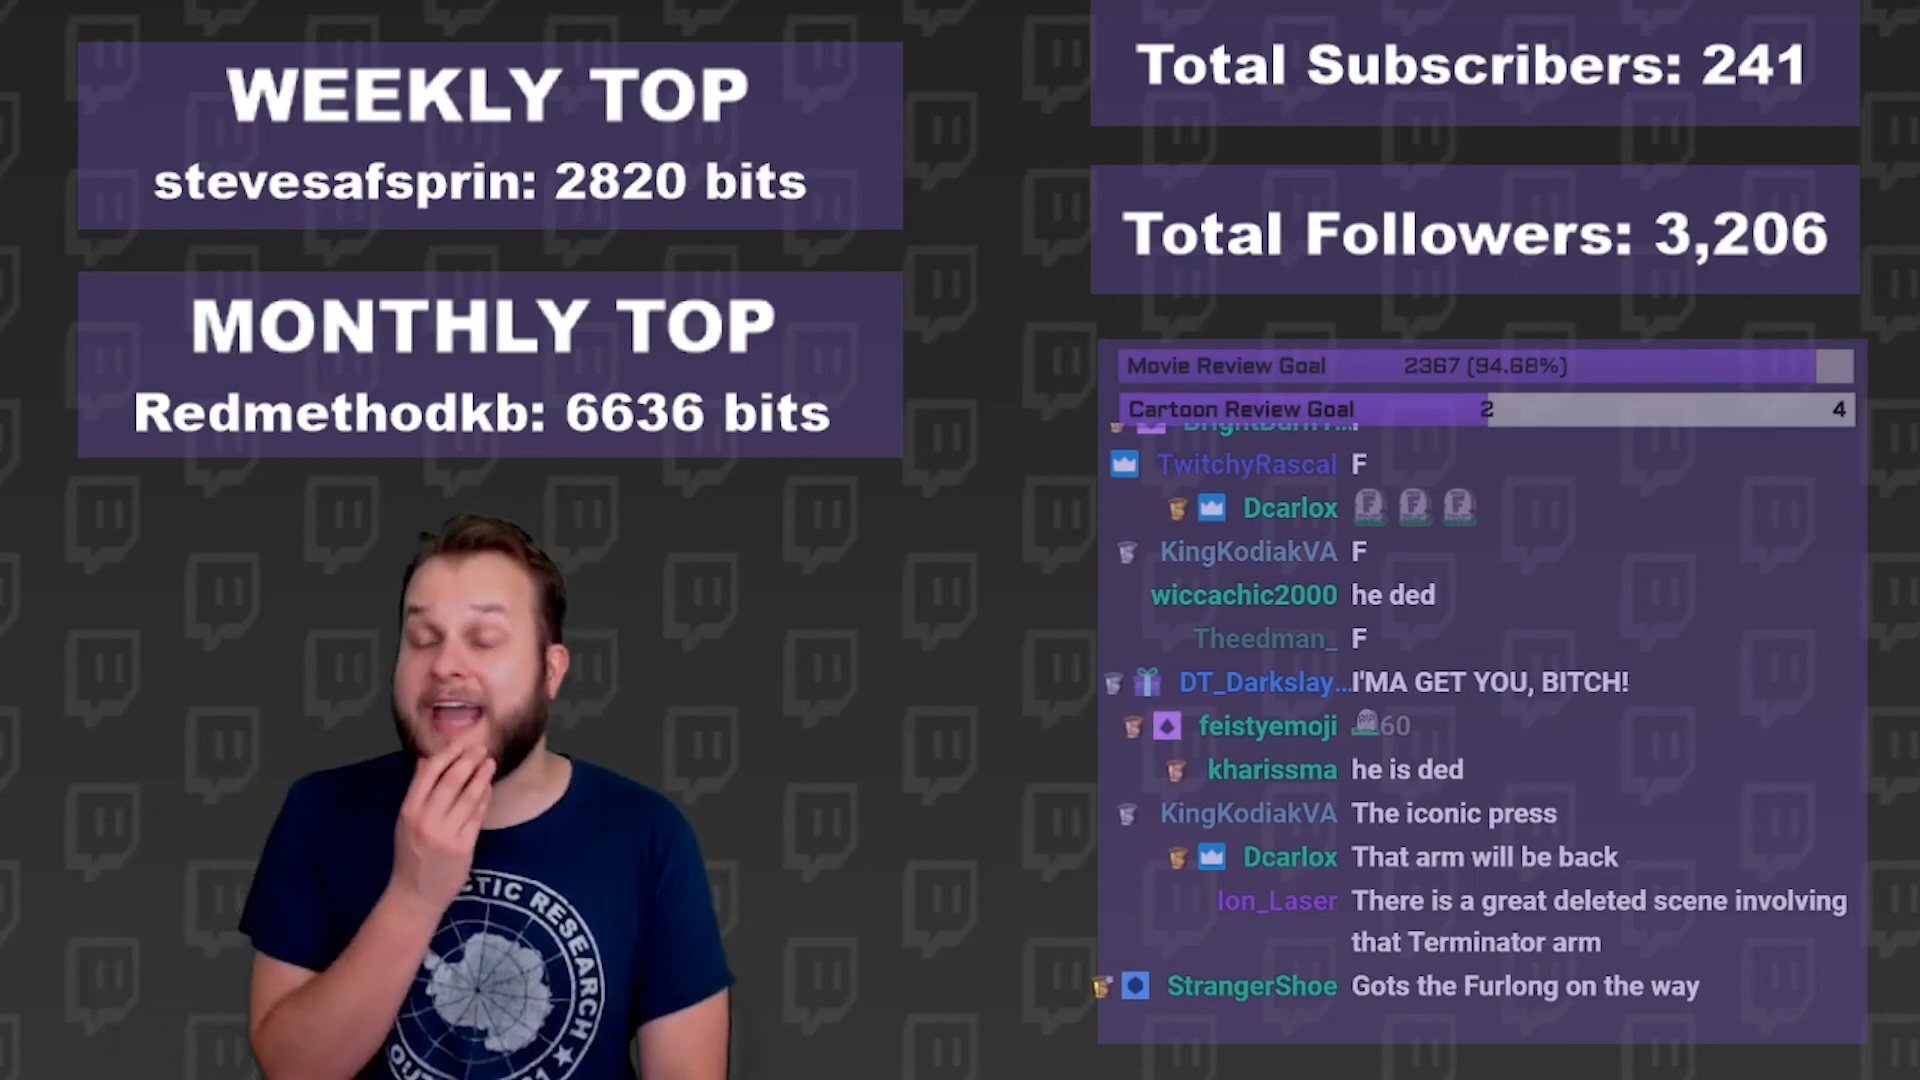 WEEKLY TOP
stevesafsprin: 2820 bits
MONTHLY TOP
Redmethodkb: 6636 bits
Total Subscribers: 241
Total Followers: 3,206
Movie Review Goal 2367 (94.68%)
Cartoon Review Goal 2 4
TwitchyRascal F
Dcarlox F F F
KingKodiakVA F
wiccachic2000 he ded
Theedman_ F
DT_Darkslay...I'MA GET YOU, BITCH!
feistyemoji RIP 60
kharissma he is ded
KingKodiakVA The iconic press
Dcarlox That arm will be back
Ion_Laser There is a great deleted scene involving
that Terminator arm
StrangerShoe Gots the Furlong on the way
RESEARCH